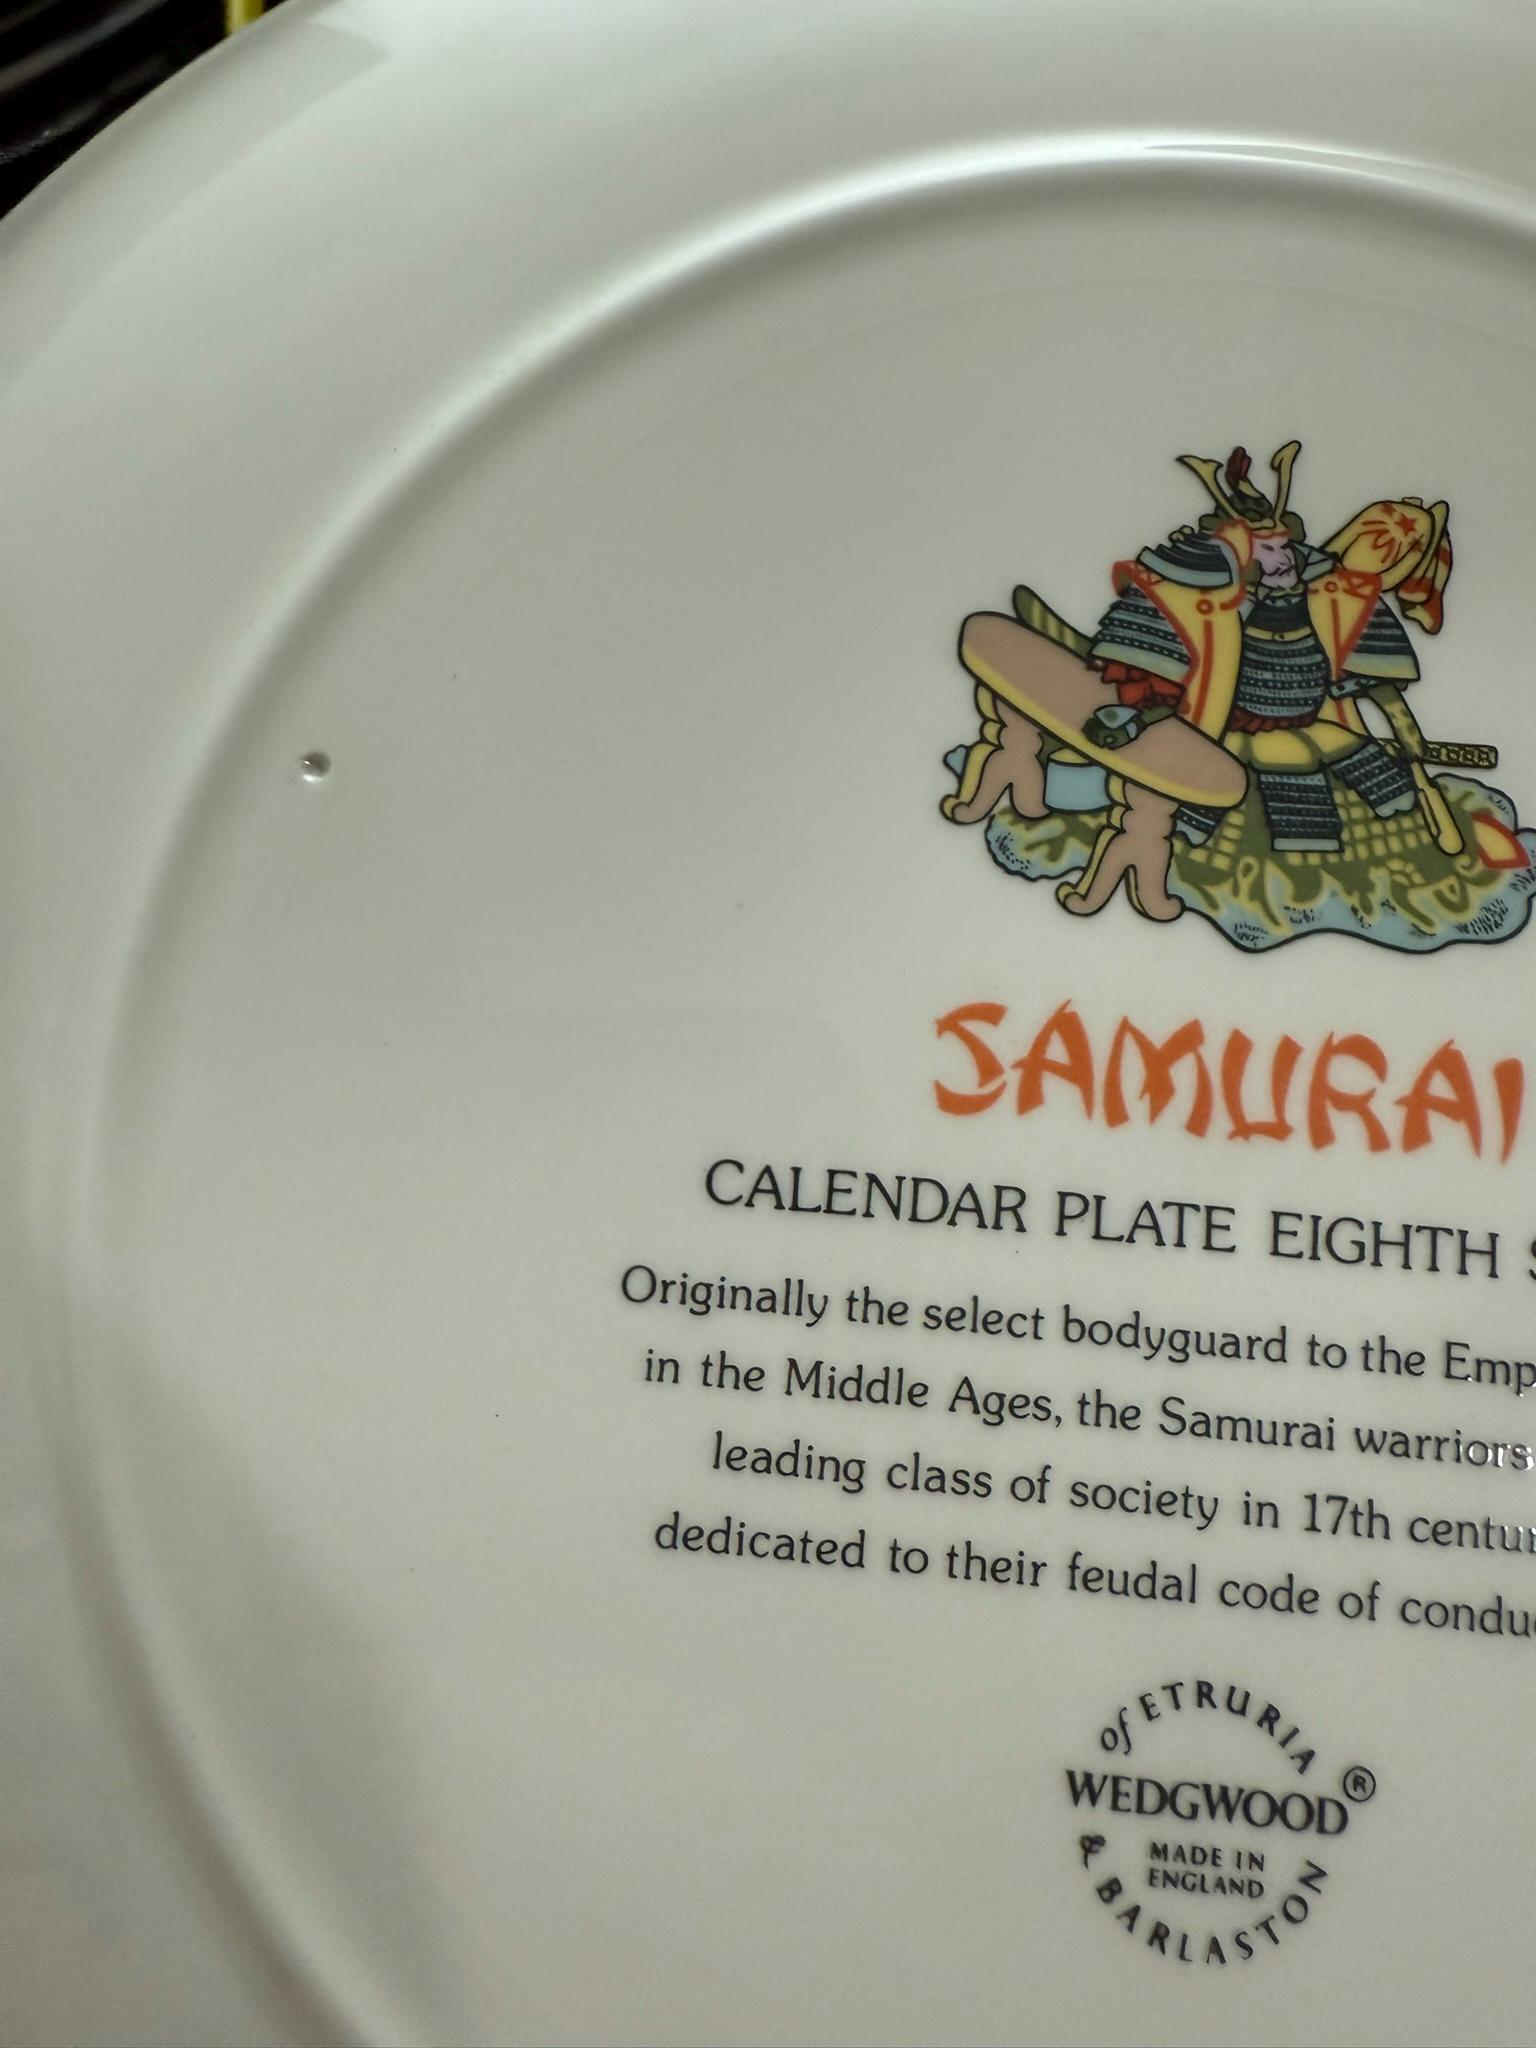 SAMURAI
CALENDAR PLATE EIGHTH
Originally the select bodyguard to the
in the Middle Ages, the Samurai warriors
leading class of society in 17th
dedicated to their feudal code of
of ETRURIA
WEDGWOOD®
MADE IN
ENGLAND
& BARLASTON